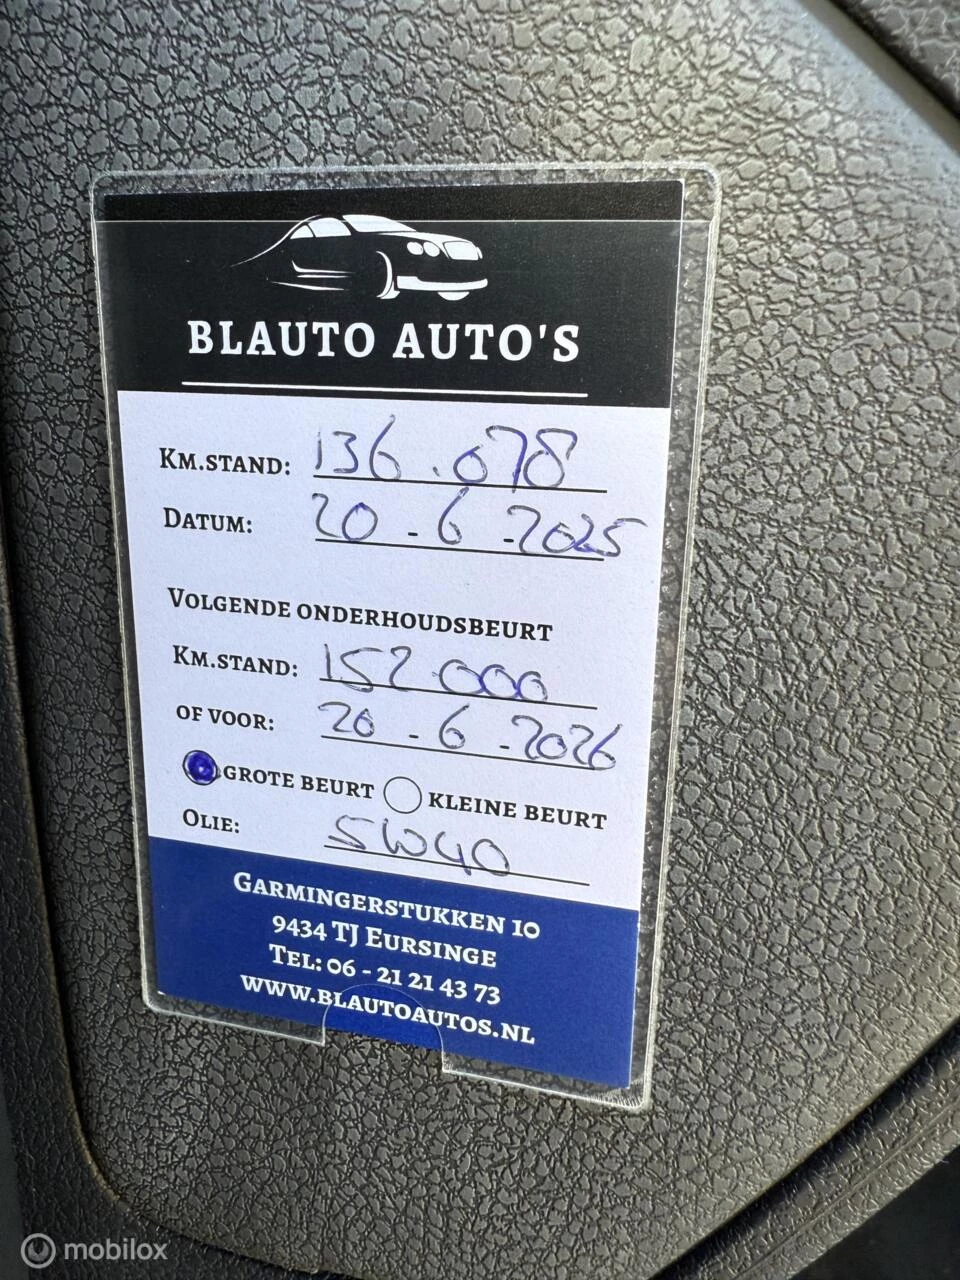 BLAUTO AUTO'S
KM.STAND: 136.078
DATUM: 20-6-2025
VOLGENDE ONDERHOUDSBEURT
KM.STAND: 152000
OF VOOR: 20-6-2026
GROTE BEURT KLEINE BEURT
OLIE: 5W40
GARMINGERSTUKKEN 10
9434 TJ EURSINGE
TEL: 06 - 21 21 43 73
WWW.BLAUTOAUTOS.NL
mobilox